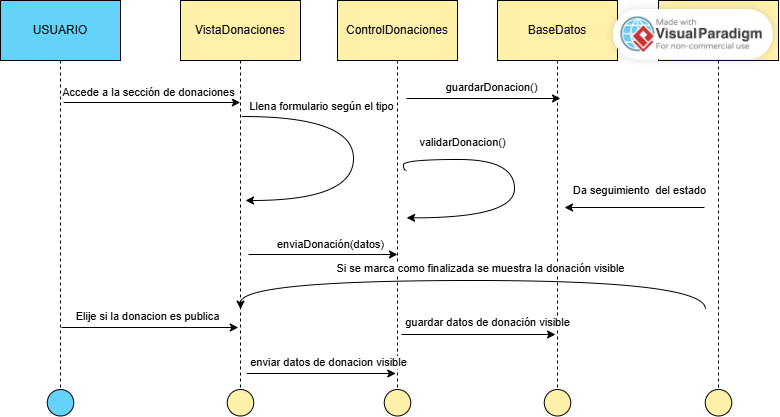 USUARIO
VistaDonaciones
ControlDonaciones
BaseDatos
Made with
VisualParadigm
For non-commercial use
Accede a la sección de donaciones
guardarDonacion()
Llena formulario según el tipo
validarDonacion()
Da seguimiento del estado
enviaDonación(datos)
Si se marca como finalizada se muestra la donación visible
Elije si la donacion es publica
guardar datos de donación visible
enviar datos de donacion visible